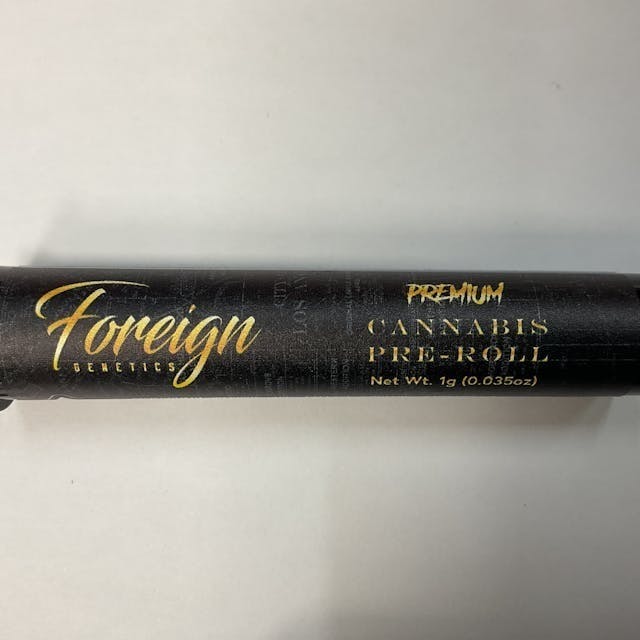 Foreign
GENETICS
PREMIUM
CANNABIS
PRE-ROLL
Net Wt. 1g (0.035oz)